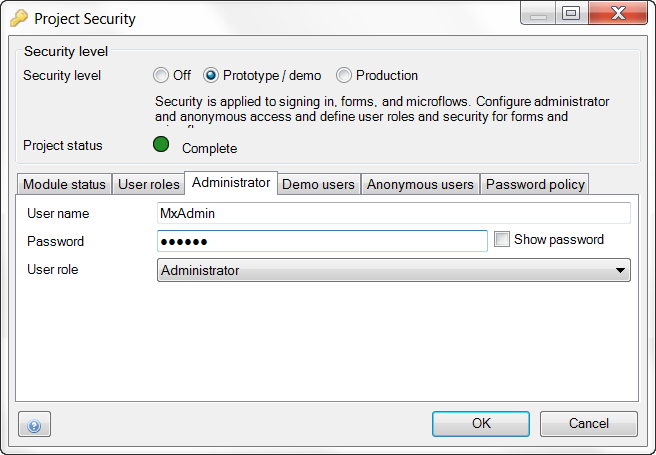 Project Security
Security level
Security level Off Prototype / demo Production
Security is applied to signing in, forms, and microflows. Configure administrator
and anonymous access and define user roles and security for forms and
Project status Complete
Module status User roles Administrator Demo users Anonymous users Password policy
User name MxAdmin
Password ●●●●●● Show password
User role Administrator
OK Cancel